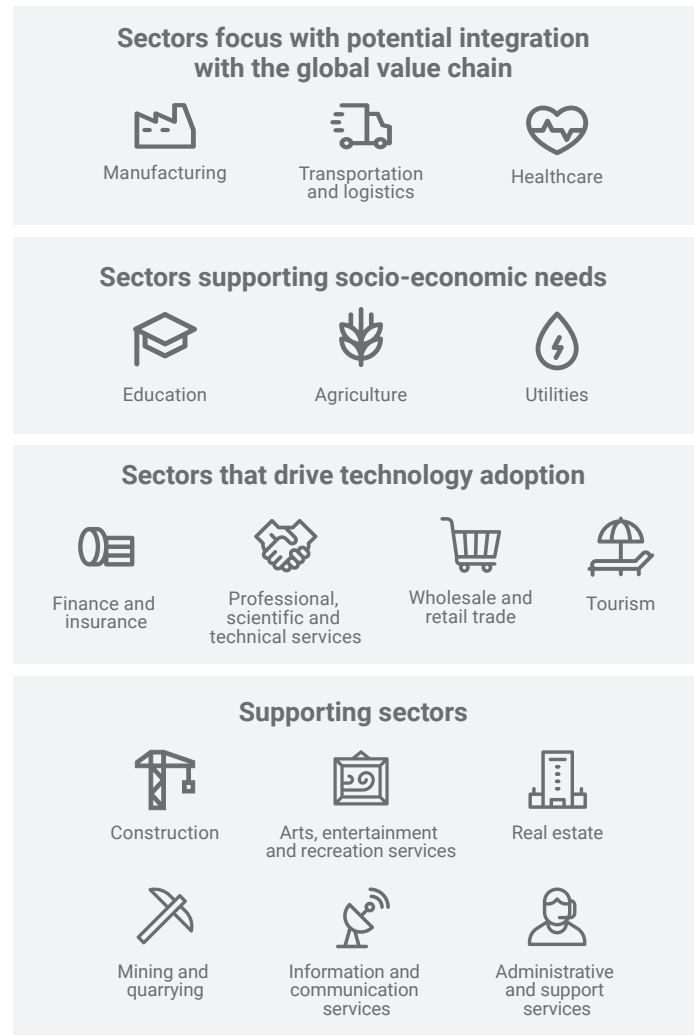 Sectors focus with potential integration
with the global value chain
Manufacturing
Transportation
and logistics
Healthcare
Sectors supporting socio-economic needs
Education
Agriculture
Utilities
Sectors that drive technology adoption
Finance and
insurance
Professional,
scientific and
technical services
Wholesale and
retail trade
Tourism
Supporting sectors
Construction
Arts, entertainment
and recreation services
Real estate
Mining and
quarrying
Information and
communication
services
Administrative
and support
services